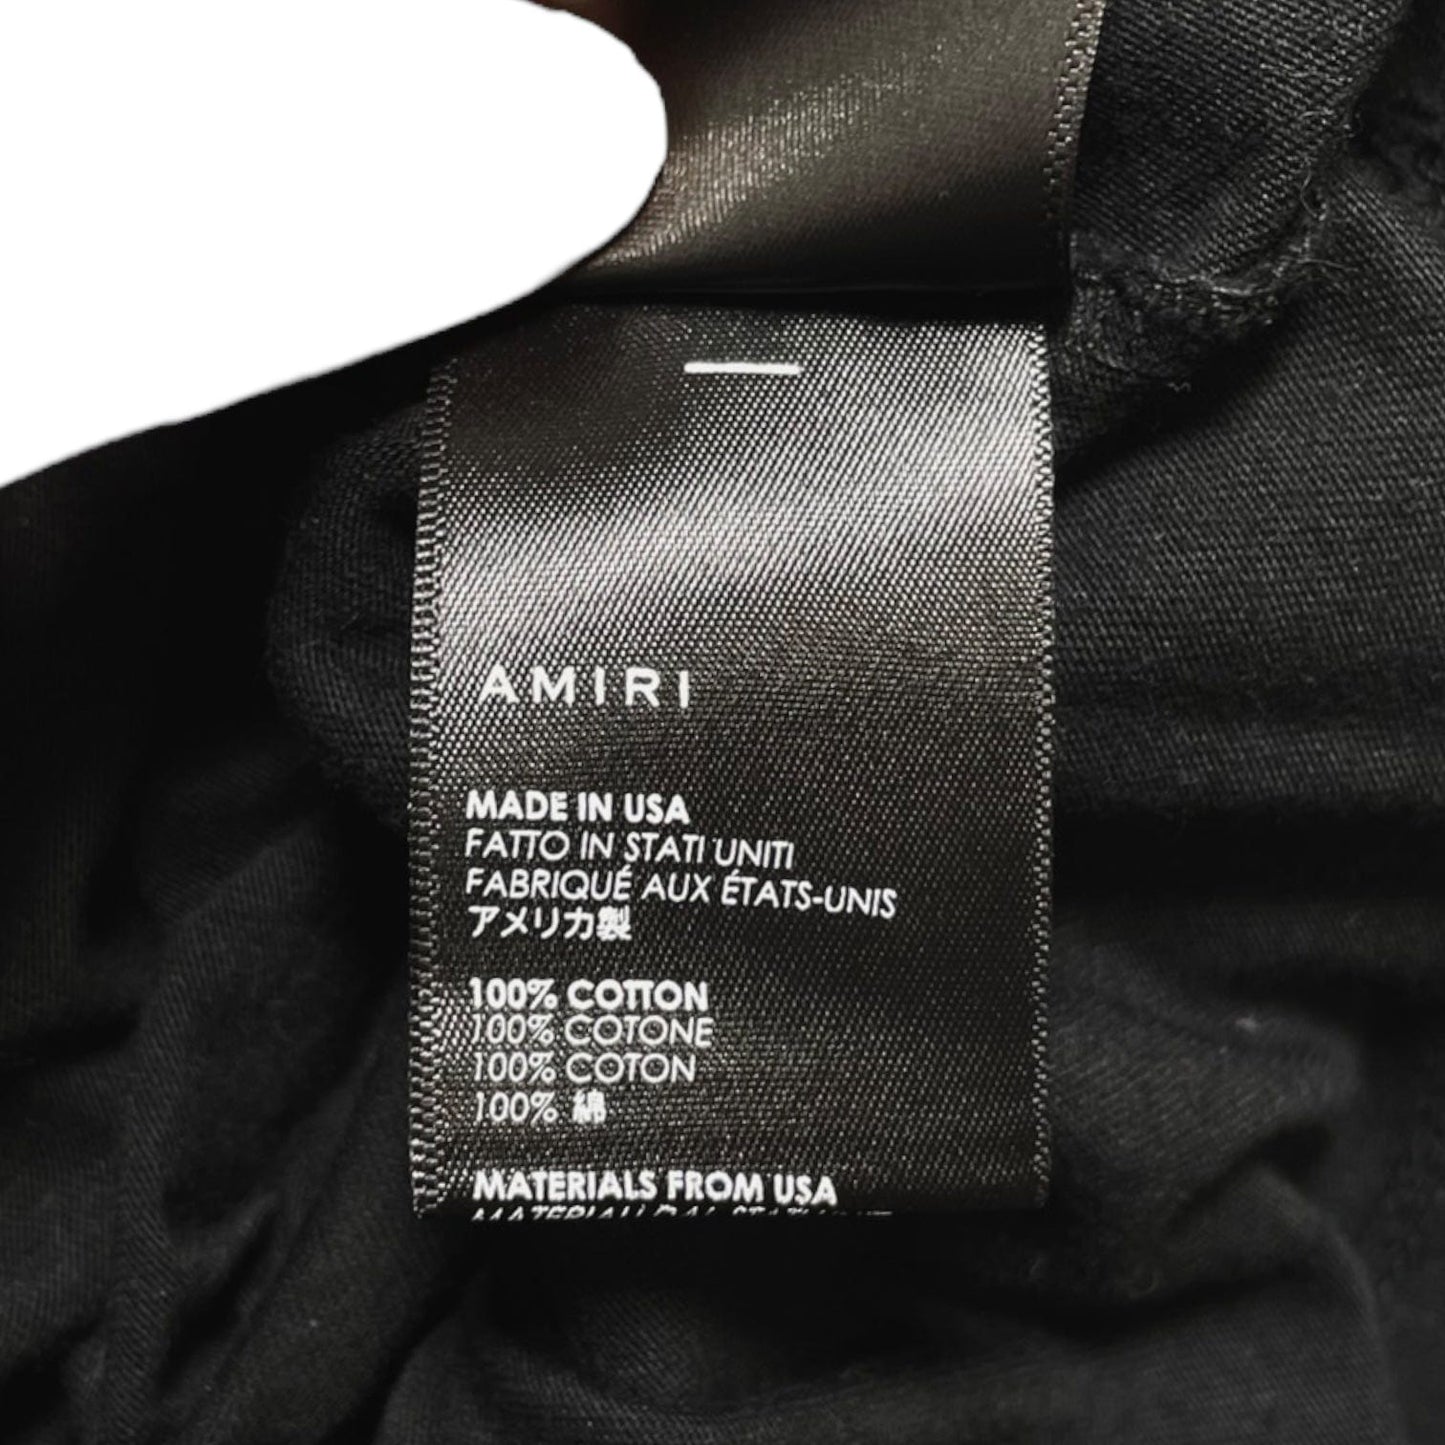 AMIRI
MADE IN USA
FATTO IN STATI UNITI
FABRIQUÉ AUX ÉTATS-UNIS
アメリカ製
100% COTTON
100% COTONE
100% COTON
100% 綿
MATERIALS FROM USA